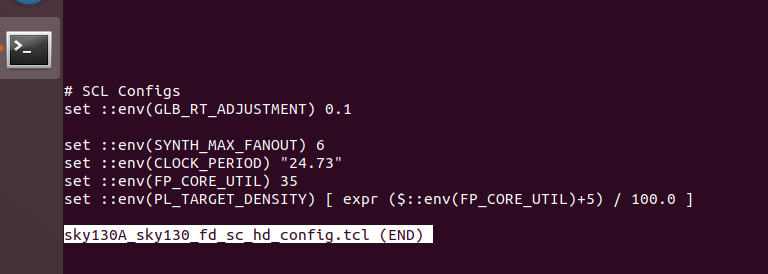 # SCL Configs
set ::env(GLB_RT_ADJUSTMENT) 0.1
set ::env(SYNTH_MAX_FANOUT) 6
set ::env(CLOCK_PERIOD) "24.73"
set ::env(FP_CORE_UTIL) 35
set ::env(PL_TARGET_DENSITY) [ expr ($::env(FP_CORE_UTIL)+5) / 100.0 ]
sky130A_sky130_fd_sc_hd_config.tcl (END)